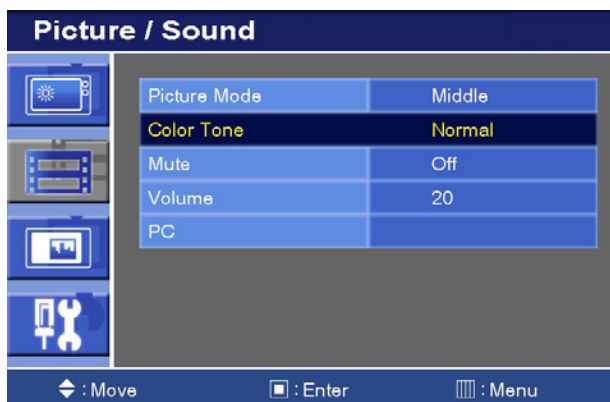 Picture / Sound
Picture Mode Middle
Color Tone Normal
Mute Off
Volume 20
PC
: Move : Enter : Menu